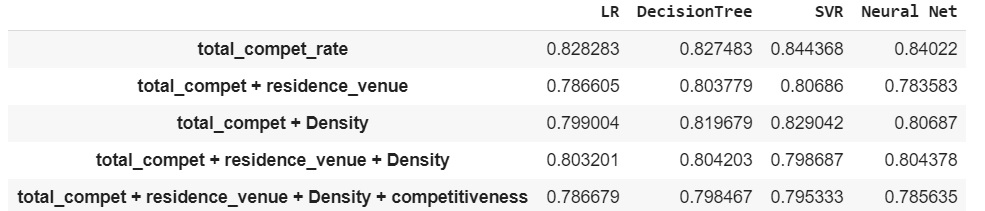 LR DecisionTree SVR Neural Net
total_compet_rate 0.828283 0.827483 0.844368 0.84022
total_compet + residence_venue 0.786605 0.803779 0.80686 0.783583
total_compet + Density 0.799004 0.819679 0.829042 0.80687
total_compet + residence_venue + Density 0.803201 0.804203 0.798687 0.804378
total_compet + residence_venue + Density + competitiveness 0.786679 0.798467 0.795333 0.785635